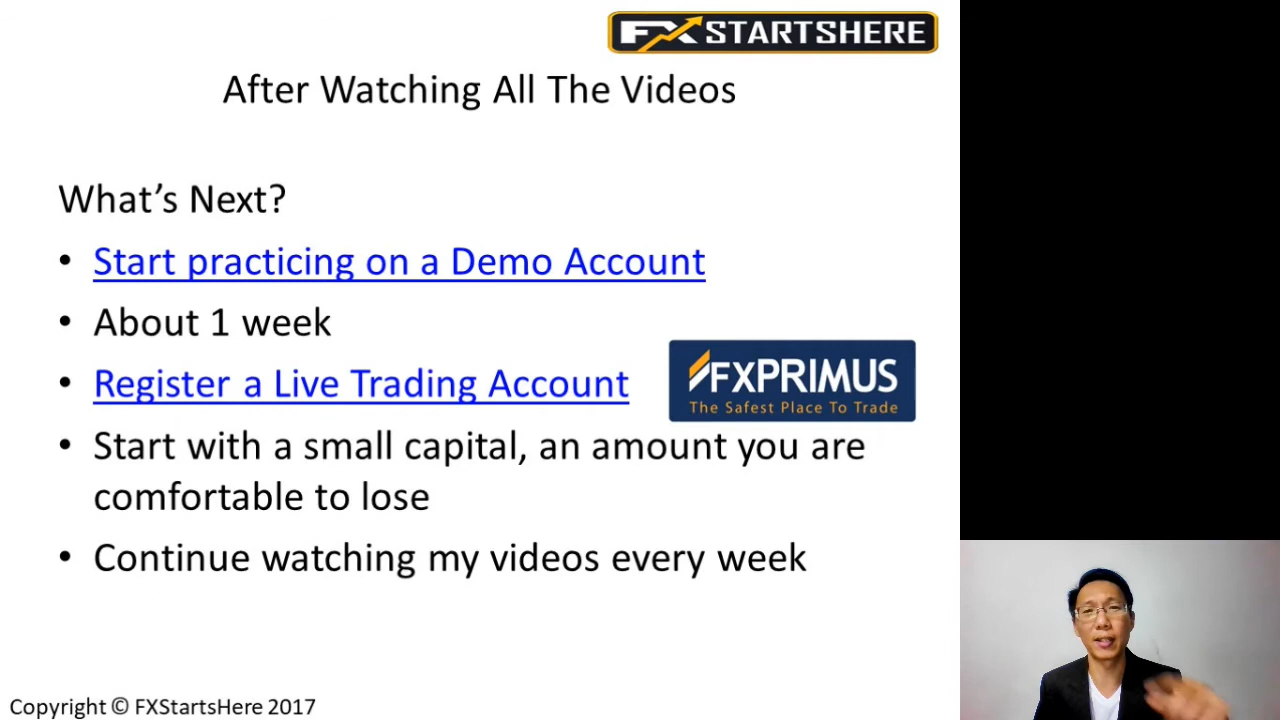 FX STARTSHERE
After Watching All The Videos
What’s Next?
• Start practicing on a Demo Account
• About 1 week
• Register a Live Trading Account
FXPRIMUS
The Safest Place To Trade
• Start with a small capital, an amount you are
comfortable to lose
• Continue watching my videos every week
Copyright © FXStartsHere 2017